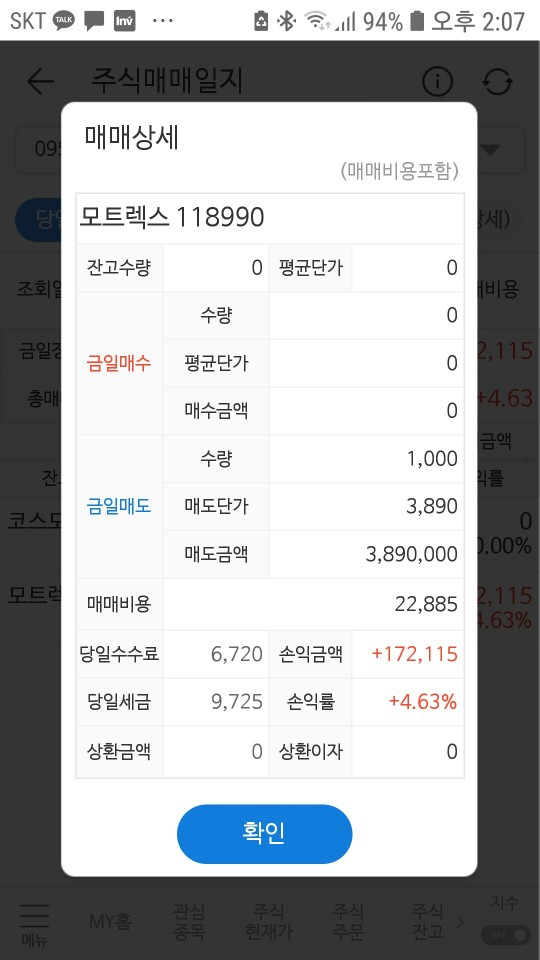 SKT TALK Inv ... 94% 오후 2:07
주식매매일지
09
매매상세
(매매비용포함)
당일
상세)
모트렉스 118990
잔고수량 0 평균단가 0
조회일
매비용
금일매수 수량 0
평균단가 0
매수금액 0
2,115
+4.63
금액
익률
금일매도 수량 1,000
매도단가 3,890
매도금액 3,890,000
코스모
0
0.00%
매매비용 22,885
모트렉
2,115
4.63%
당일수수료 6,720 손익금액 +172,115
당일세금 9,725 손익률 +4.63%
상환금액 0 상환이자 0
확인
메뉴
MY홈
관심
종목
주식
현재가
주식
주문
주식
잔고
지수
OFF